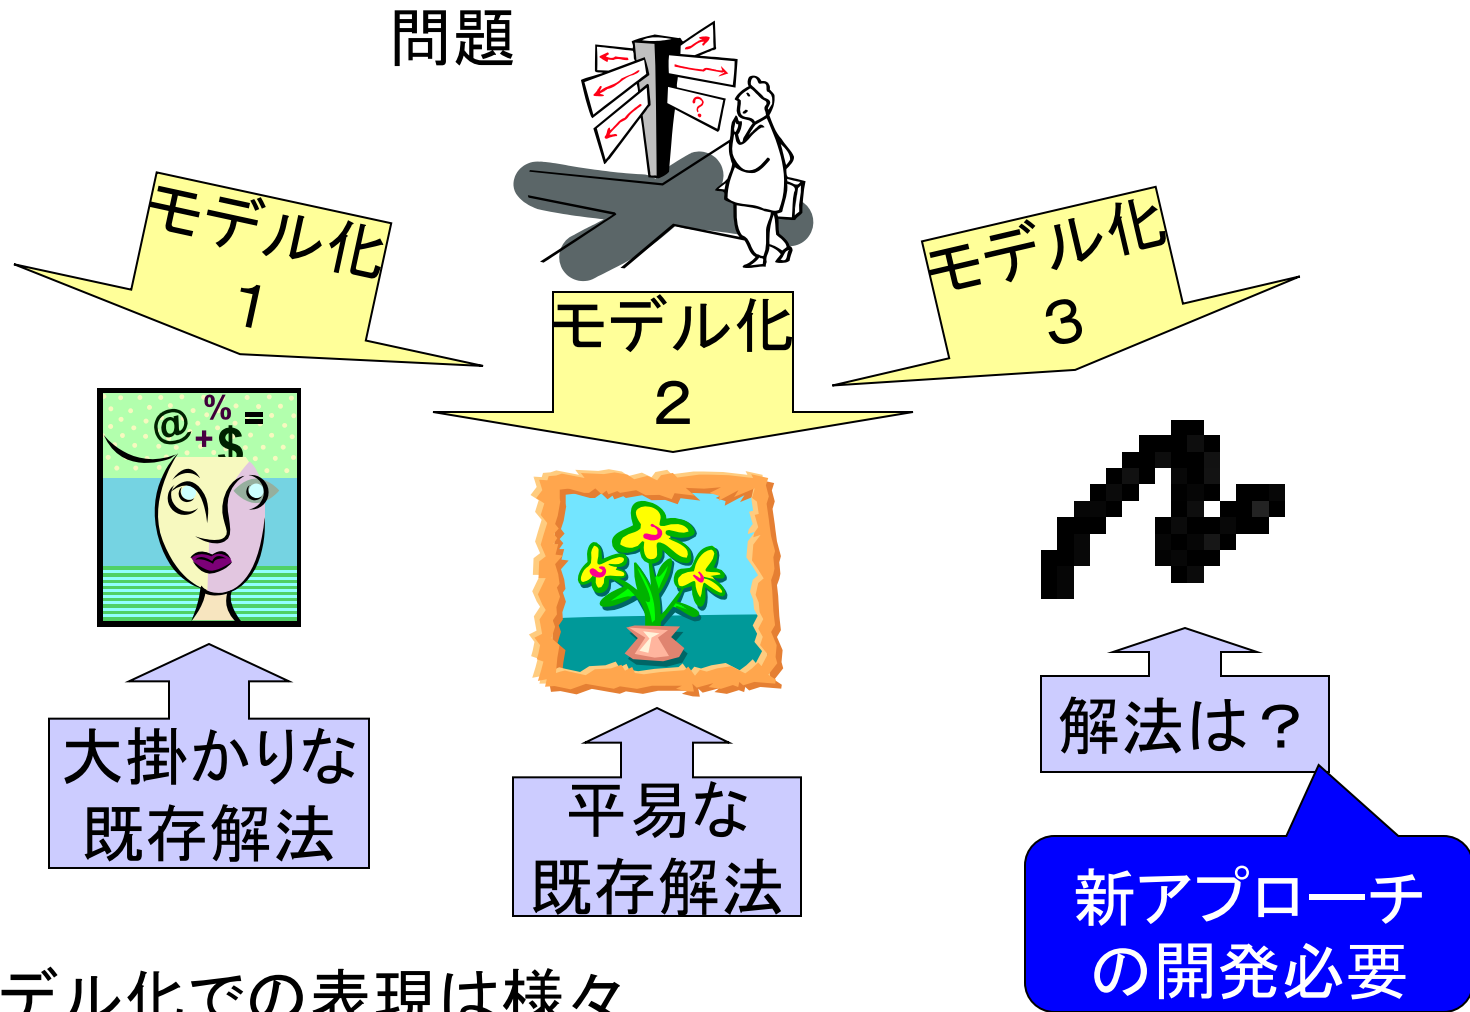 問題
モデル化
１
モデル化
２
モデル化
３
@
%
+
$
=
?
大掛かりな
既存解法
平易な
既存解法
解法は？
新アプローチ
の開発必要
デル化での表現は様々